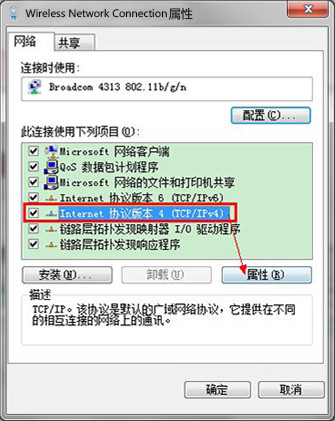 Wireless Network Connection 属性
网络 共享
连接时使用:
Broadcom 4313 802.11b/g/n
配置(C)...
此连接使用下列项目(O):
Microsoft 网络客户端
QoS 数据包计划程序
Microsoft 网络的文件和打印机共享
Internet 协议版本 6 (TCP/IPv6)
Internet 协议版本 4 (TCP/IPv4)
链路层拓扑发现映射器 I/O 驱动程序
链路层拓扑发现响应程序
安装(N)... 卸载(U) 属性(R)
描述
TCP/IP。该协议是默认的广域网络协议，它提供在不同
的相互连接的网络上的通讯。
确定 取消